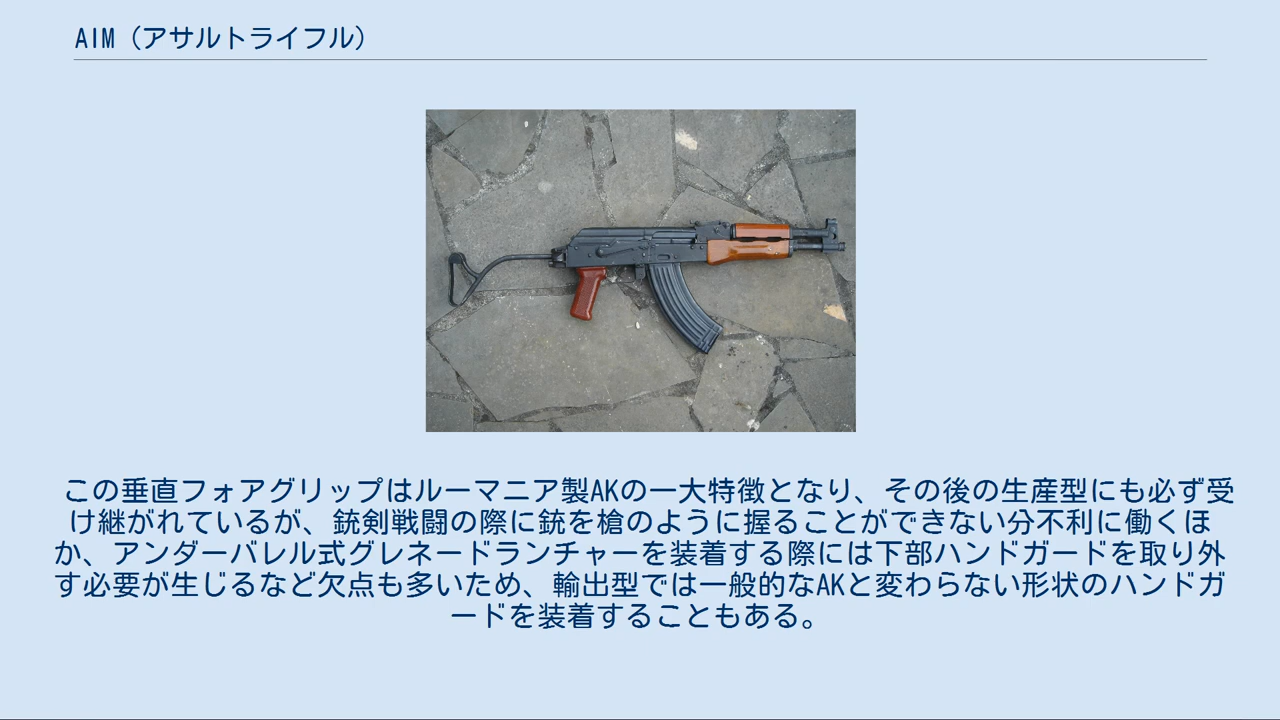 AIM（アサルトライフル）
この垂直フォアグリップはルーマニア製AKの一大特徴となり、その後の生産型にも必ず受
け継がれているが、銃剣戦闘の際に銃を槍のように握ることができない分不利に働くほ
か、アンダーバレル式グレネードランチャーを装着する際には下部ハンドガードを取り外
す必要が生じるなど欠点も多いため、輸出型では一般的なAKと変わらない形状のハンドガ
ードを装着することもある。